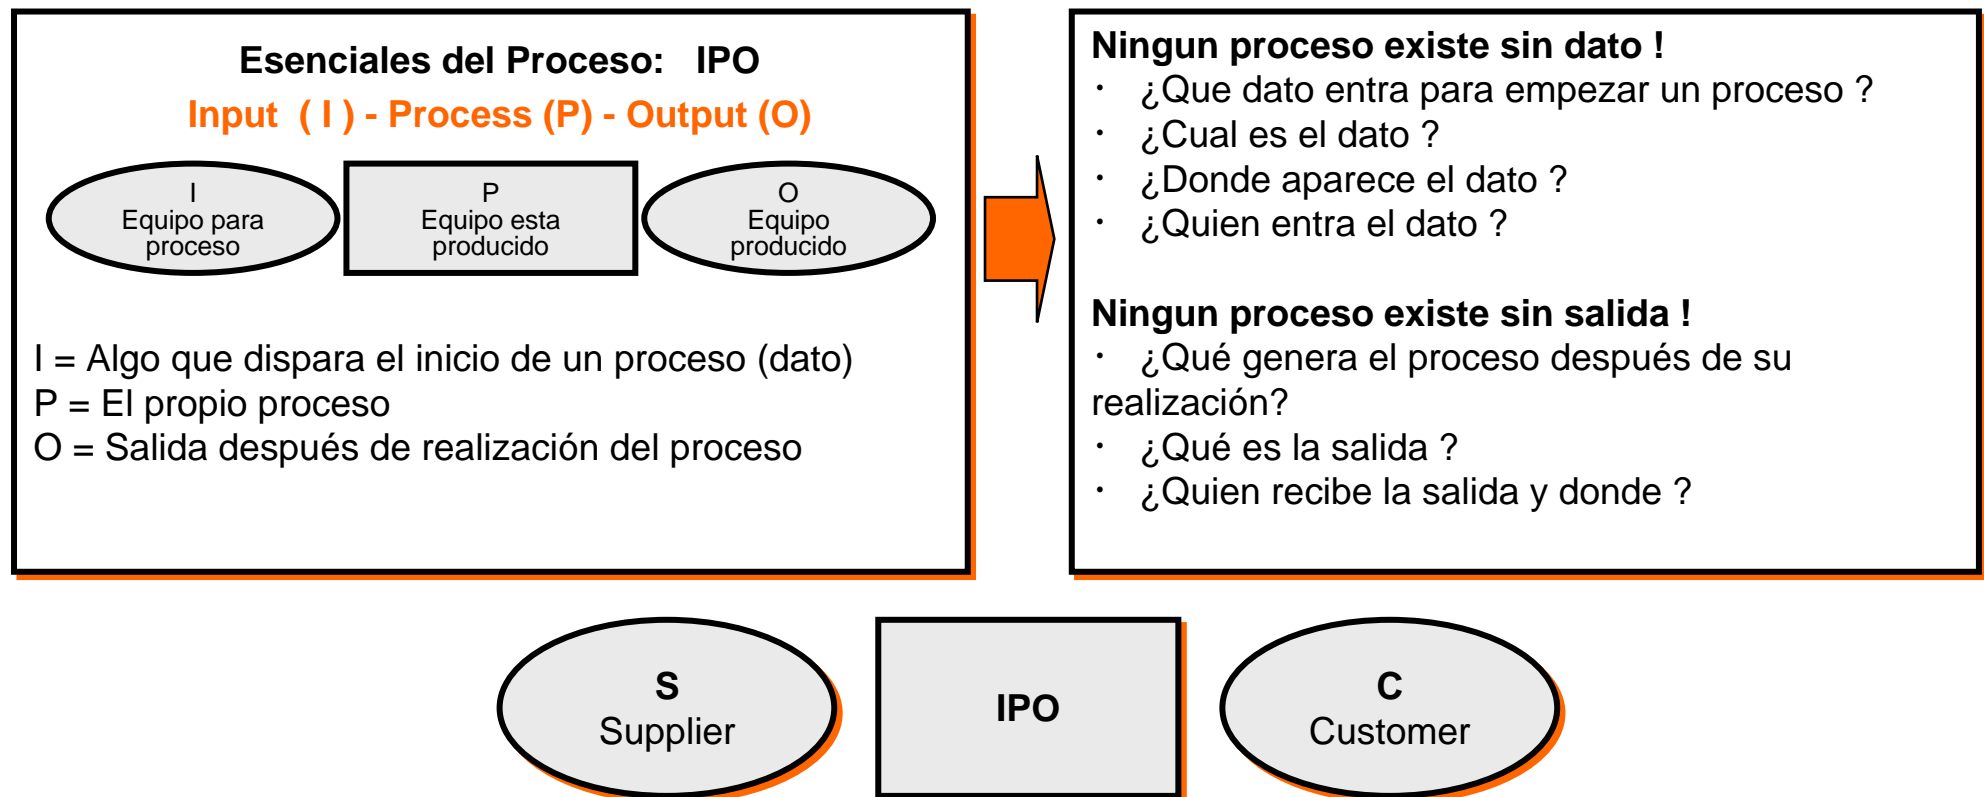 Esenciales del Proceso: IPO
Input ( I ) - Process (P) - Output (O)
I
Equipo para
proceso
P
Equipo esta
producido
O
Equipo
producido
I = Algo que dispara el inicio de un proceso (dato)
P = El propio proceso
O = Salida después de realización del proceso
Ningun proceso existe sin dato !
· ¿Que dato entra para empezar un proceso ?
· ¿Cual es el dato ?
· ¿Donde aparece el dato ?
· ¿Quien entra el dato ?
Ningun proceso existe sin salida !
· ¿Qué genera el proceso después de su
realización?
· ¿Qué es la salida ?
· ¿Quien recibe la salida y donde ?
S
Supplier
IPO
C
Customer